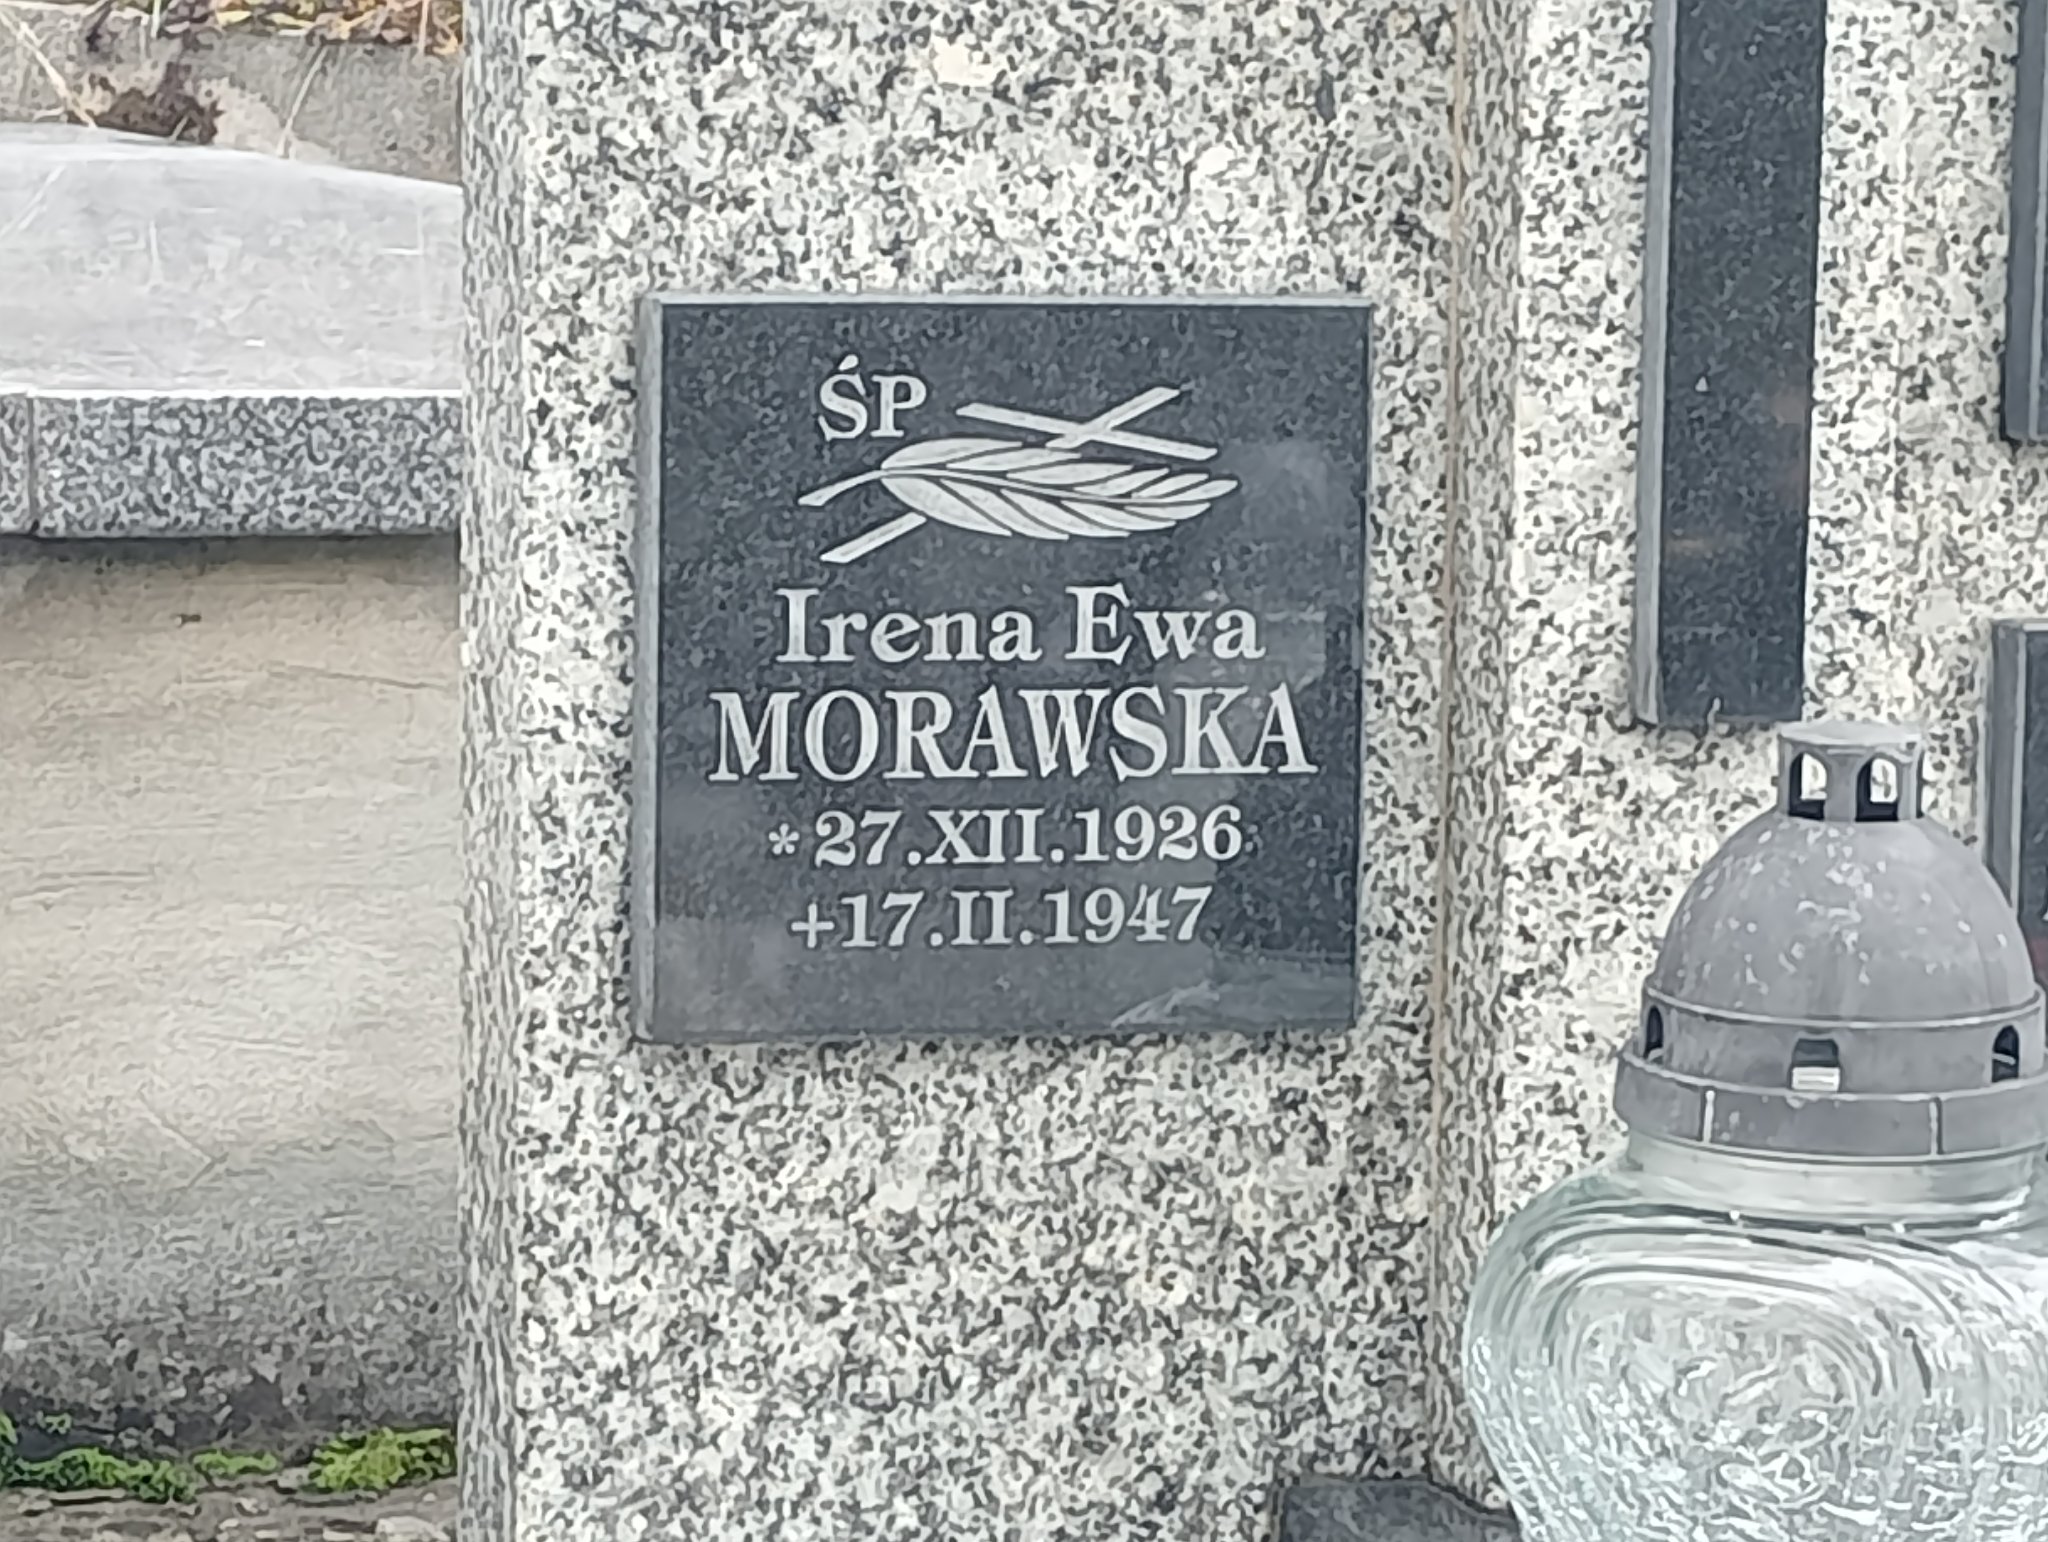 ŚP
Irena Ewa
MORAWSKA
* 27.XII.1926
+17.II.1947